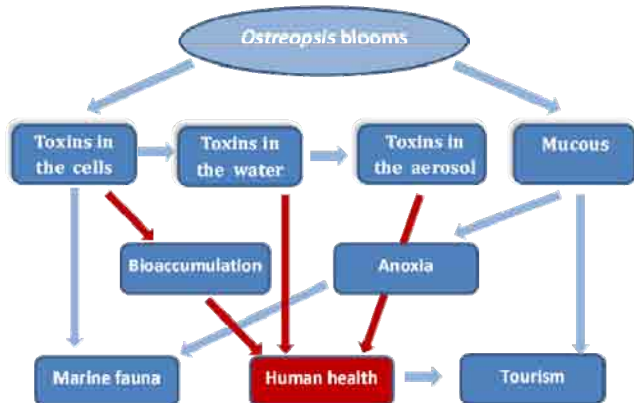 Ostreopsis blooms
Toxins in
the cells
Toxins in
the water
Toxins in
the aerosol
Mucous
Bioaccumulation
Anoxia
Marine fauna
Human health
Tourism